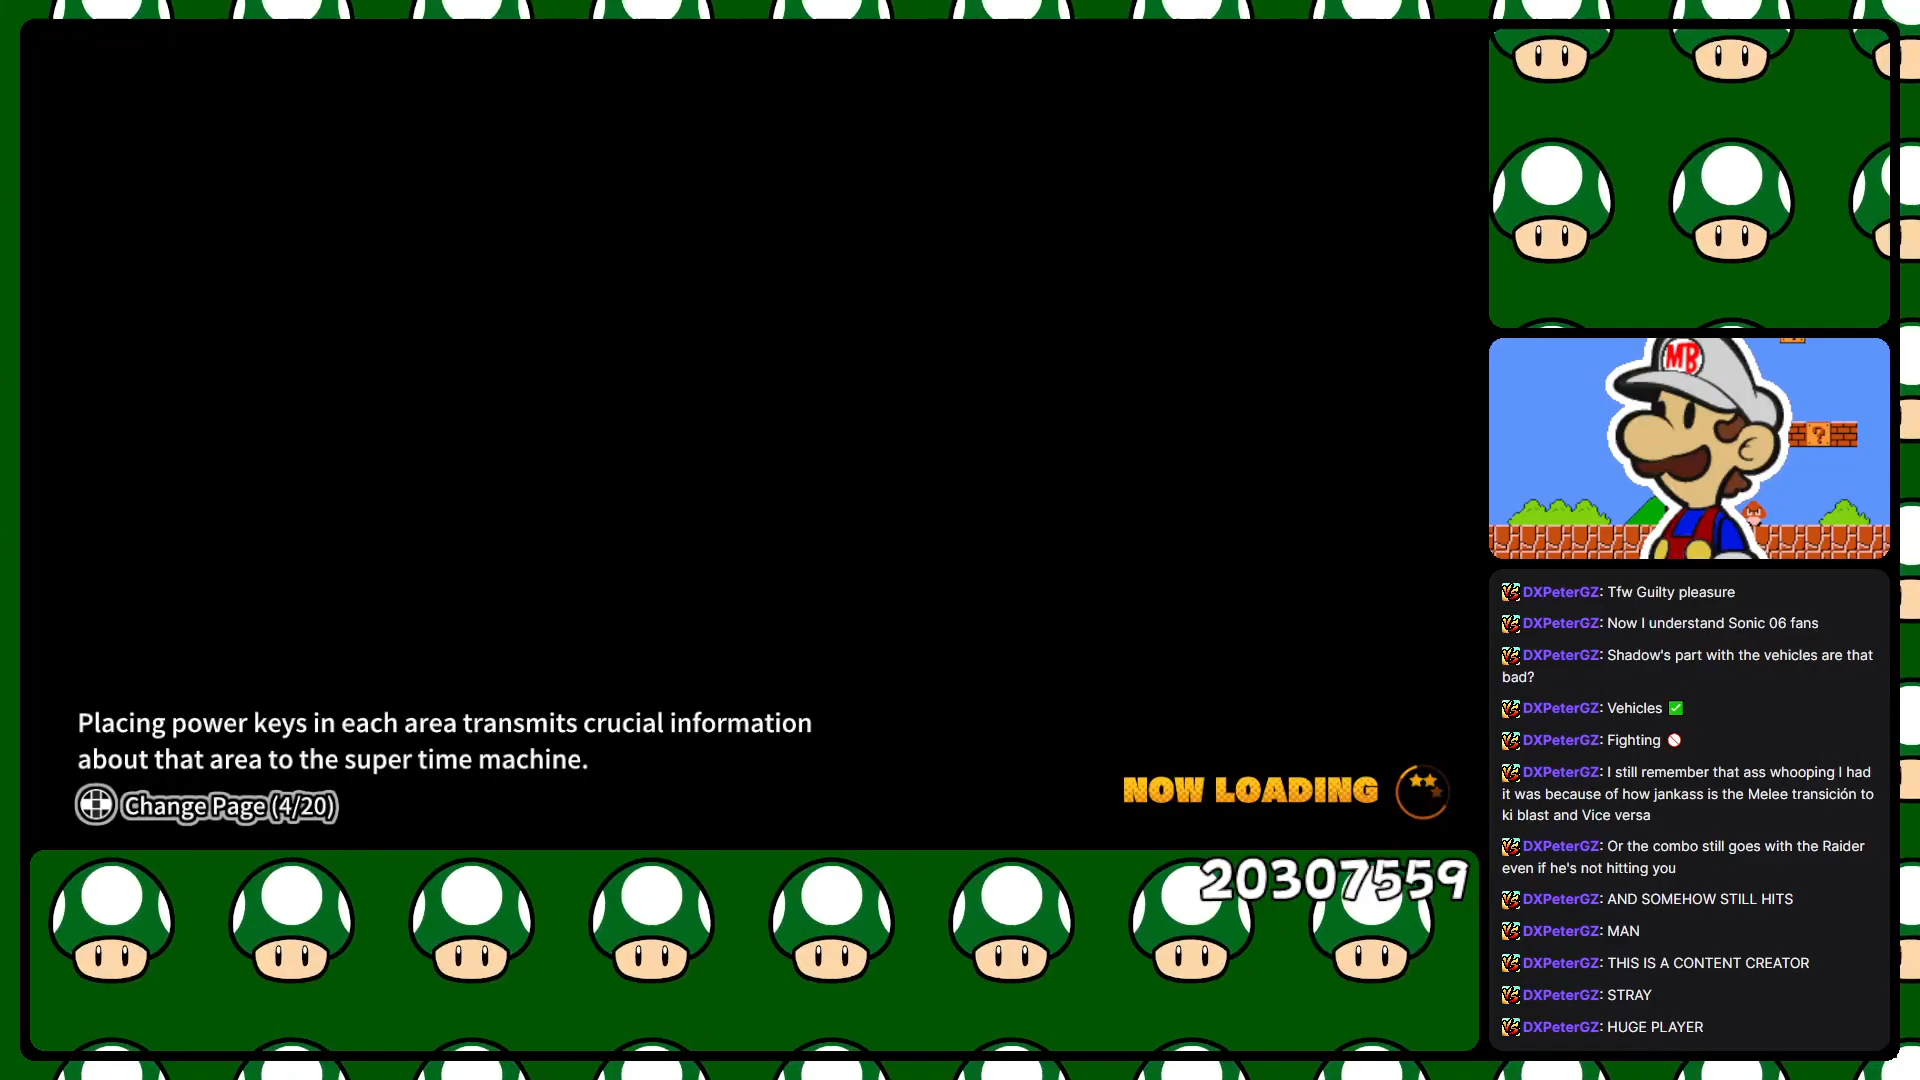 Placing power keys in each area transmits crucial information
about that area to the super time machine.
Change Page (4/20)
NOW LOADING
20307559
MB
?
DXPeterGZ: Tfw Guilty pleasure
DXPeterGZ: Now I understand Sonic 06 fans
DXPeterGZ: Shadow's part with the vehicles are that
bad?
DXPeterGZ: Vehicles ✅
DXPeterGZ: Fighting 🚫
DXPeterGZ: I still remember that ass whooping I had
it was because of how jankass is the Melee transición to
ki blast and Vice versa
DXPeterGZ: Or the combo still goes with the Raider
even if he's not hitting you
DXPeterGZ: AND SOMEHOW STILL HITS
DXPeterGZ: MAN
DXPeterGZ: THIS IS A CONTENT CREATOR
DXPeterGZ: STRAY
DXPeterGZ: HUGE PLAYER